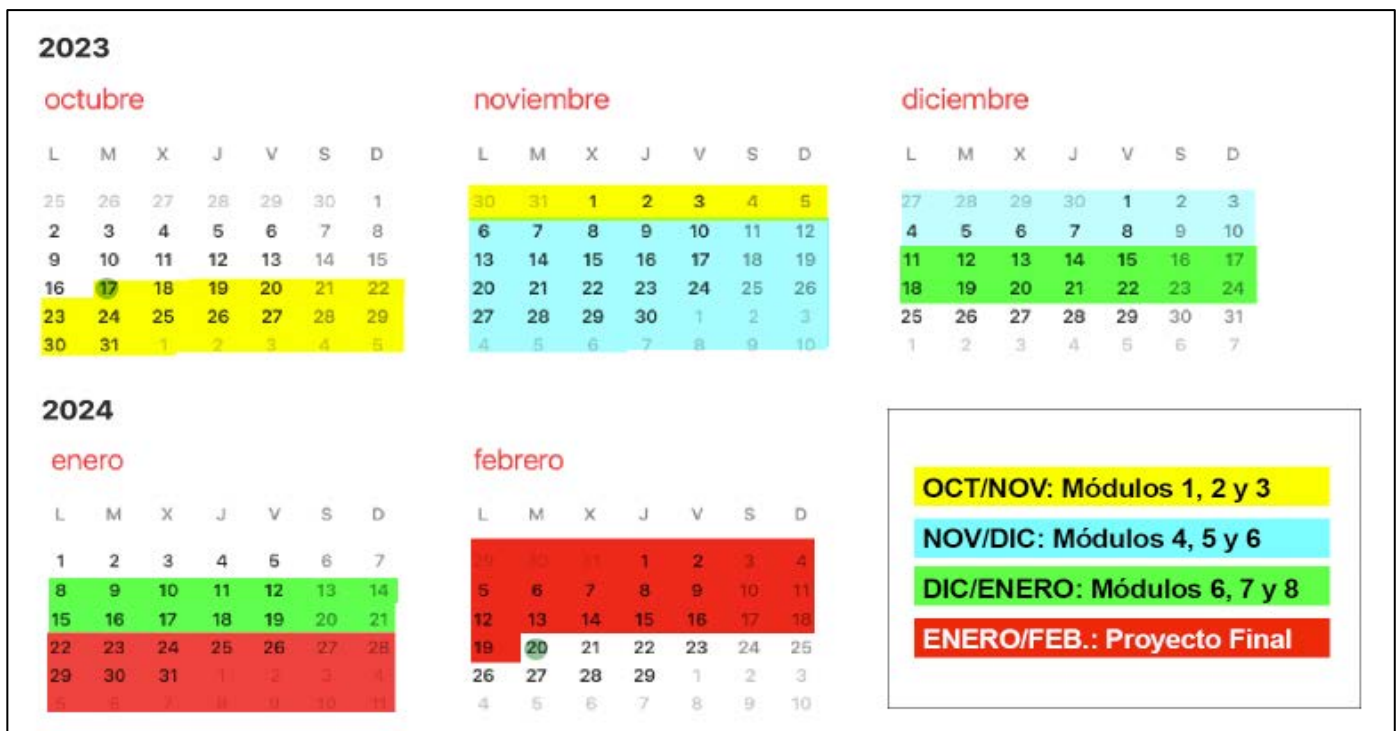 2023
octubre noviembre diciembre
L M X J V S D L M X J V S D L M X J V S D
25 26 27 28 29 30 1 30 31 1 2 3 4 5 27 28 29 30 1 2 3
2 3 4 5 6 7 8 6 7 8 9 10 11 12 4 5 6 7 8 9 10
9 10 11 12 13 14 15 13 14 15 16 17 18 19 11 12 13 14 15 16 17
16 17 18 19 20 21 22 20 21 22 23 24 25 26 18 19 20 21 22 23 24
23 24 25 26 27 28 29 27 28 29 30 1 2 3 25 26 27 28 29 30 31
30 31 1 2 3 4 5 4 5 6 7 8 9 10 1 2 3 4 5 6 7
2024
enero febrero
L M X J V S D L M X J V S D
1 2 3 4 5 6 7 29 30 31 1 2 3 4
8 9 10 11 12 13 14 5 6 7 8 9 10 11
15 16 17 18 19 20 21 12 13 14 15 16 17 18
22 23 24 25 26 27 28 19 20 21 22 23 24 25
29 30 31 1 2 3 4 26 27 28 29 1 2 3
5 6 7 8 9 10 11 4 5 6 7 8 9 10
OCT/NOV: Módulos 1, 2 y 3
NOV/DIC: Módulos 4, 5 y 6
DIC/ENERO: Módulos 6, 7 y 8
ENERO/FEB.: Proyecto Final